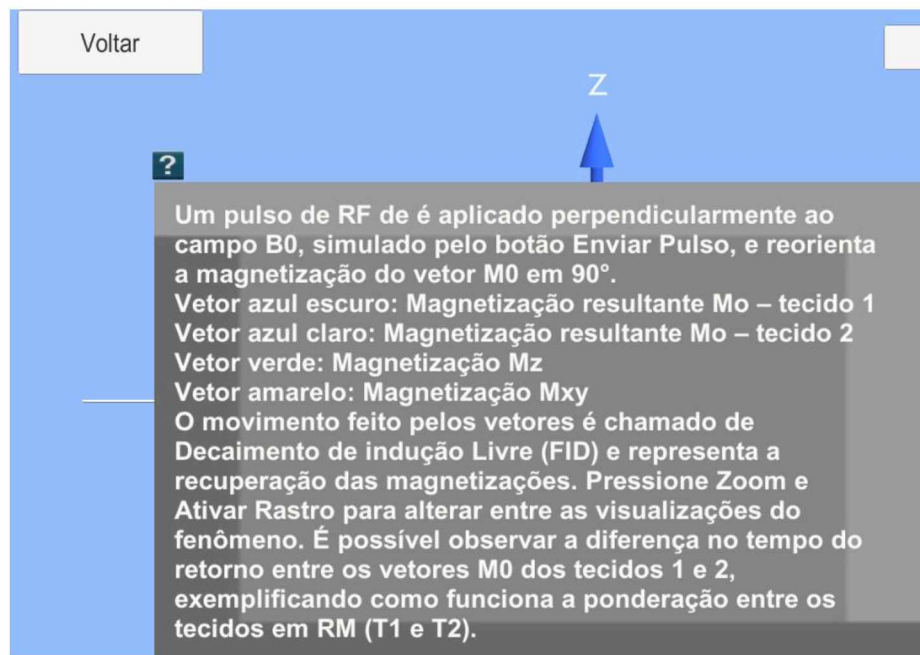 Voltar
Z
?
Um pulso de RF de é aplicado perpendicularmente ao
campo B0, simulado pelo botão Enviar Pulso, e reorienta
a magnetização do vetor M0 em 90°.
Vetor azul escuro: Magnetização resultante Mo – tecido 1
Vetor azul claro: Magnetização resultante Mo – tecido 2
Vetor verde: Magnetização Mz
Vetor amarelo: Magnetização Mxy
O movimento feito pelos vetores é chamado de
Decaimento de indução Livre (FID) e representa a
recuperação das magnetizações. Pressione Zoom e
Ativar Rastro para alterar entre as visualizações do
fenômeno. É possível observar a diferença no tempo do
retorno entre os vetores M0 dos tecidos 1 e 2,
exemplificando como funciona a ponderação entre os
tecidos em RM (T1 e T2).